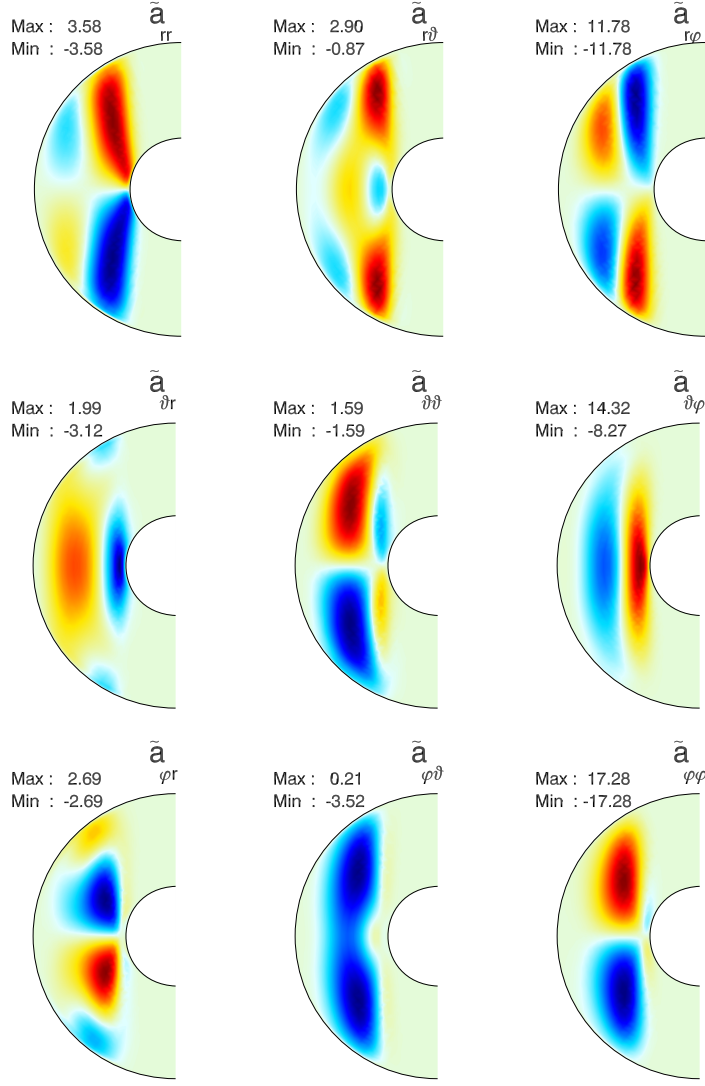 ã rr
Max : 3.58
Min : -3.58
ã rϑ
Max : 2.90
Min : -0.87
ã rφ
Max : 11.78
Min : -11.78
ã ϑr
Max : 1.99
Min : -3.12
ã ϑϑ
Max : 1.59
Min : -1.59
ã ϑφ
Max : 14.32
Min : -8.27
ã φr
Max : 2.69
Min : -2.69
ã φϑ
Max : 0.21
Min : -3.52
ã φφ
Max : 17.28
Min : -17.28